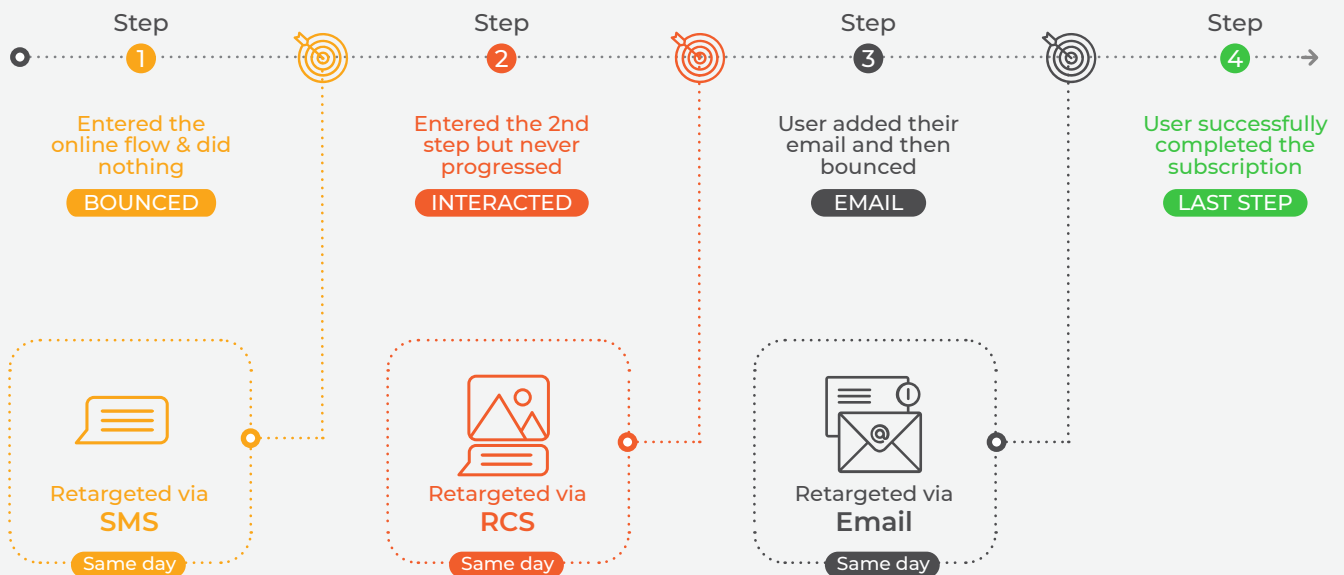 Step
1
Entered the
online flow & did
nothing
BOUNCED
Step
2
Entered the 2nd
step but never
progressed
INTERACTED
Step
3
User added their
email and then
bounced
EMAIL
Step
4
User successfully
completed the
subscription
LAST STEP
Retargeted via
SMS
Same day
Retargeted via
RCS
Same day
@
Retargeted via
Email
Same day